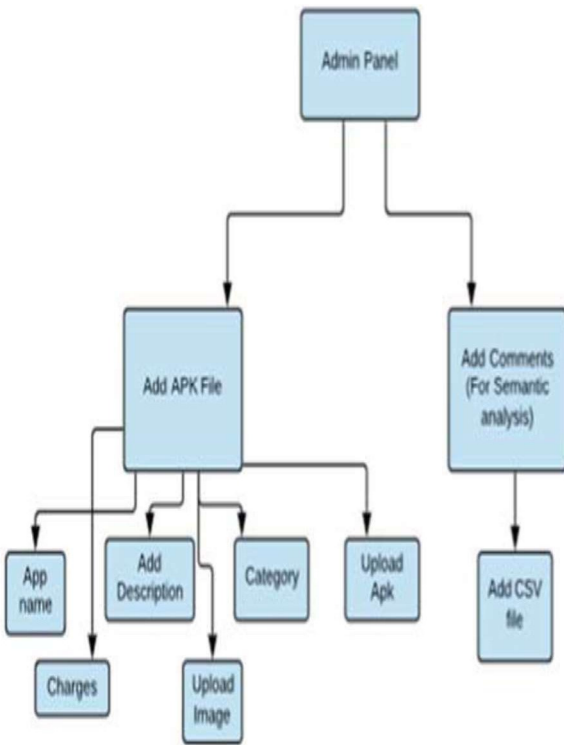 Admin Panel
Add APK File
Add Comments
(For Semantic
analysis)
App
name
Add
Description
Category
Upload
Apk
Add CSV
file
Charges
Upload
Image